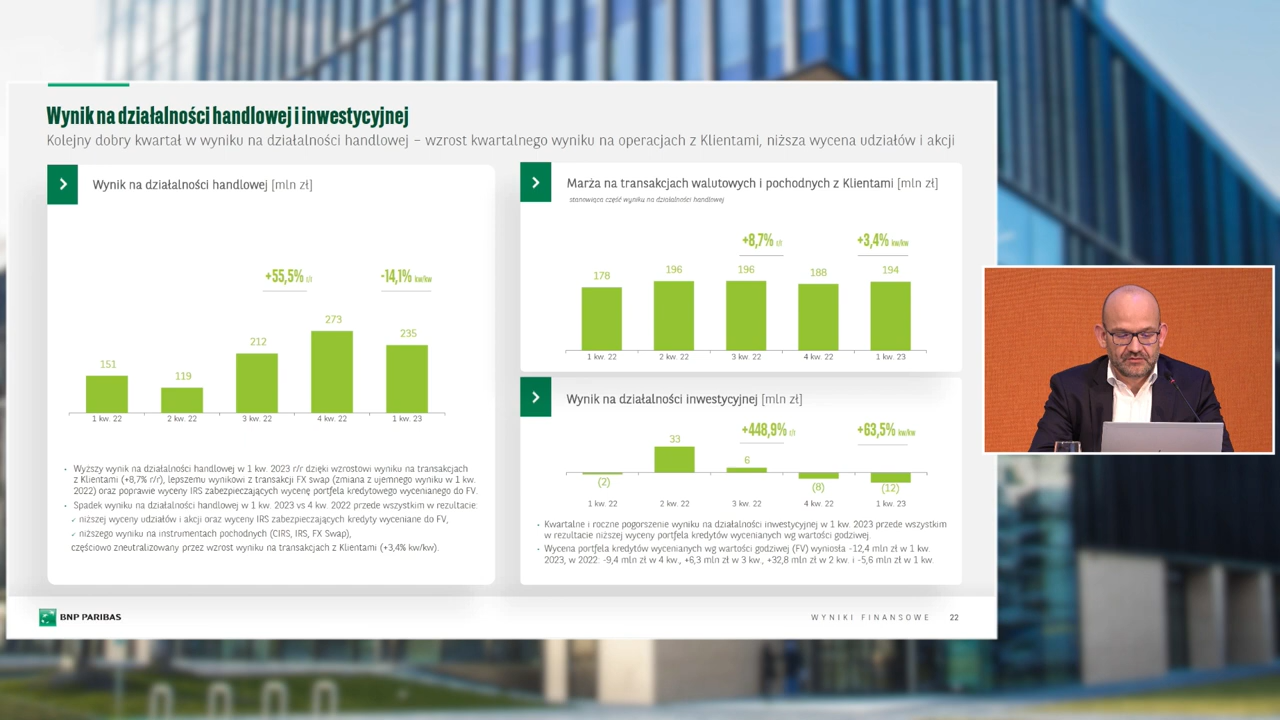 Wynik na działalności handlowej i inwestycyjnej
Kolejny dobry kwartał w wyniku na działalności handlowej – wzrost kwartalnego wyniku na operacjach z Klientami, niższa wycena udziałów i akcji
Wynik na działalności handlowej [mln zł]
+55,5% r/r
-14,1% kw/kw
151
119
212
273
235
1 kw. 22
2 kw. 22
3 kw. 22
4 kw. 22
1 kw. 23
• Wyższy wynik na działalności handlowej w 1 kw. 2023 r/r dzięki wzrostowi wyniku na transakcjach
z Klientami (+8,7% r/r), lepszemu wynikowi z transakcji FX swap (zmiana z ujemnego wyniku w 1 kw.
2022) oraz poprawie wyceny IRS zabezpieczających wycenę portfela kredytowego wycenianego do FV.
• Spadek wyniku na działalności handlowej w 1 kw. 2023 vs 4 kw. 2022 przede wszystkim w rezultacie:
✓ niższej wyceny udziałów i akcji oraz wyceny IRS zabezpieczających kredyty wyceniane do FV,
✓ niższego wyniku na instrumentach pochodnych (CIRS, IRS, FX Swap),
częściowo zneutralizowany przez wzrost wyniku na transakcjach z Klientami (+3,4% kw/kw).
Marża na transakcjach walutowych i pochodnych z Klientami [mln zł]
stanowiąca część wyniku na działalności handlowej
+8,7% r/r
+3,4% kw/kw
178
196
196
188
194
1 kw. 22
2 kw. 22
3 kw. 22
4 kw. 22
1 kw. 23
Wynik na działalności inwestycyjnej [mln zł]
+448,9% r/r
+63,5% kw/kw
(2)
33
6
(8)
(12)
1 kw. 22
2 kw. 22
3 kw. 22
4 kw. 22
1 kw. 23
• Kwartalne i roczne pogorszenie wyniku na działalności inwestycyjnej w 1 kw. 2023 przede wszystkim
w rezultacie niższej wyceny portfela kredytów wycenianych wg wartości godziwej.
• Wycena portfela kredytów wycenianych wg wartości godziwej (FV) wyniosła -12,4 mln zł w 1 kw.
2023, w 2022: -9,4 mln zł w 4 kw., +6,3 mln zł w 3 kw., +32,8 mln zł w 2 kw. i -5,6 mln zł w 1 kw.
BNP PARIBAS
WYNIKI FINANSOWE 22